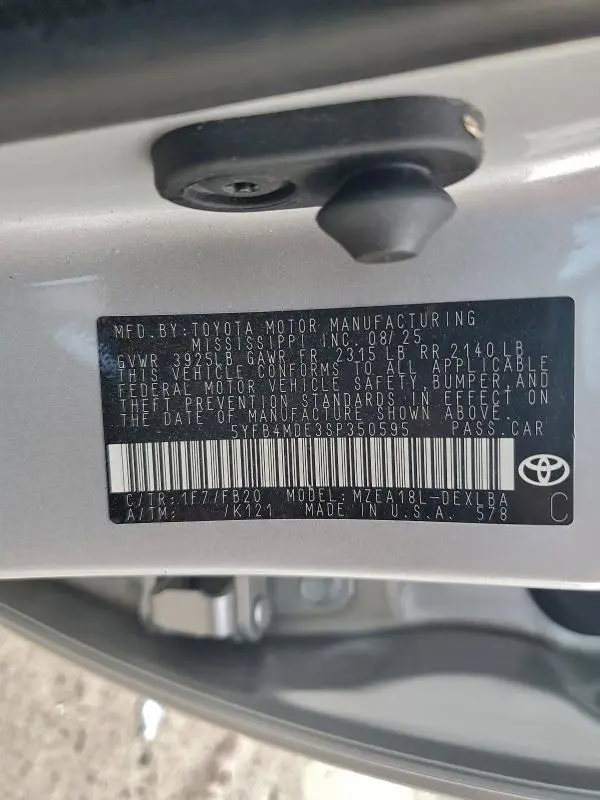 MFD. BY: TOYOTA MOTOR MANUFACTURING
MISSISSIPPI, INC. 08/25
GVWR 3925LB GAWR FR 2315 LB RR 2140 LB
THIS VEHICLE CONFORMS TO ALL APPLICABLE
FEDERAL MOTOR VEHICLE SAFETY, BUMPER, AND
THEFT PREVENTION STANDARDS IN EFFECT ON
THE DATE OF MANUFACTURE SHOWN ABOVE.
5YFB4MDE3SP350595 PASS.CAR
C/TR: 1F7/FB20 MODEL: MZEA18L-DEXLBA
A/TM: /K121 MADE IN U.S.A. 578 C